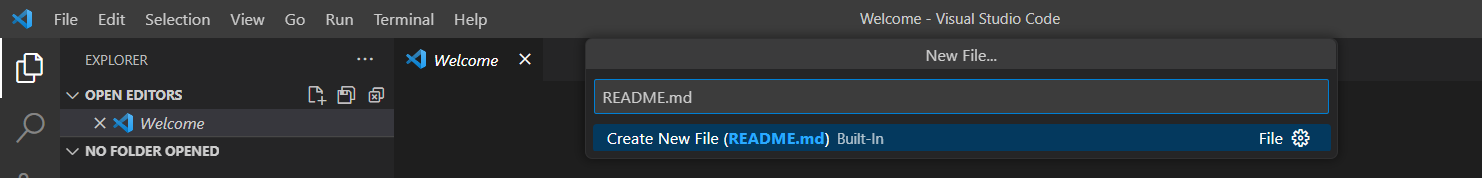 File Edit Selection View Go Run Terminal Help Welcome - Visual Studio Code
EXPLORER ···
OPEN EDITORS
Welcome
NO FOLDER OPENED
Welcome
New File...
README.md
Create New File (README.md) Built-In File